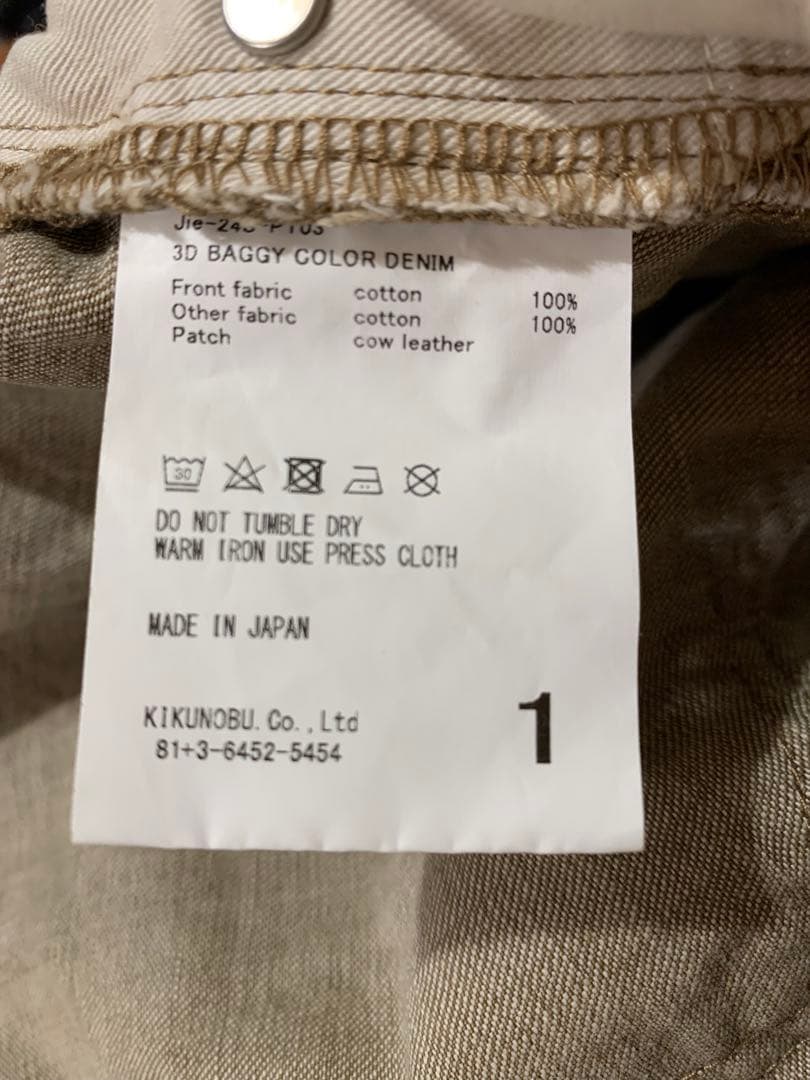 3D BAGGY COLOR DENIM
Front fabric cotton 100%
Other fabric cotton 100%
Patch cow leather
30
DO NOT TUMBLE DRY
WARM IRON USE PRESS CLOTH
MADE IN JAPAN
KIKUNOBU. Co., Ltd
81+3-6452-5454
1